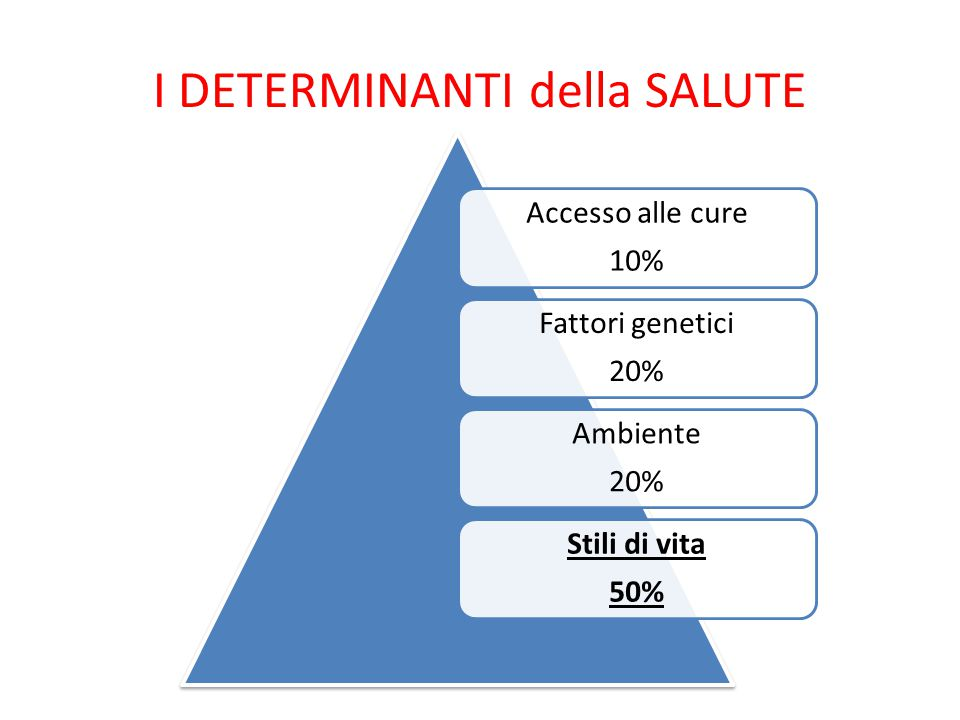 I DETERMINANTI della SALUTE
Accesso alle cure
10%
Fattori genetici
20%
Ambiente
20%
Stili di vita
50%